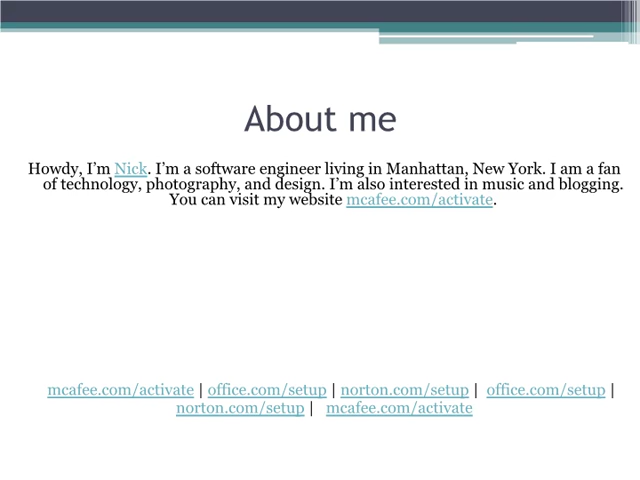 About me
Howdy, I’m Nick. I’m a software engineer living in Manhattan, New York. I am a fan
of technology, photography, and design. I’m also interested in music and blogging.
You can visit my website mcafee.com/activate.
mcafee.com/activate | office.com/setup | norton.com/setup | office.com/setup |
norton.com/setup | mcafee.com/activate